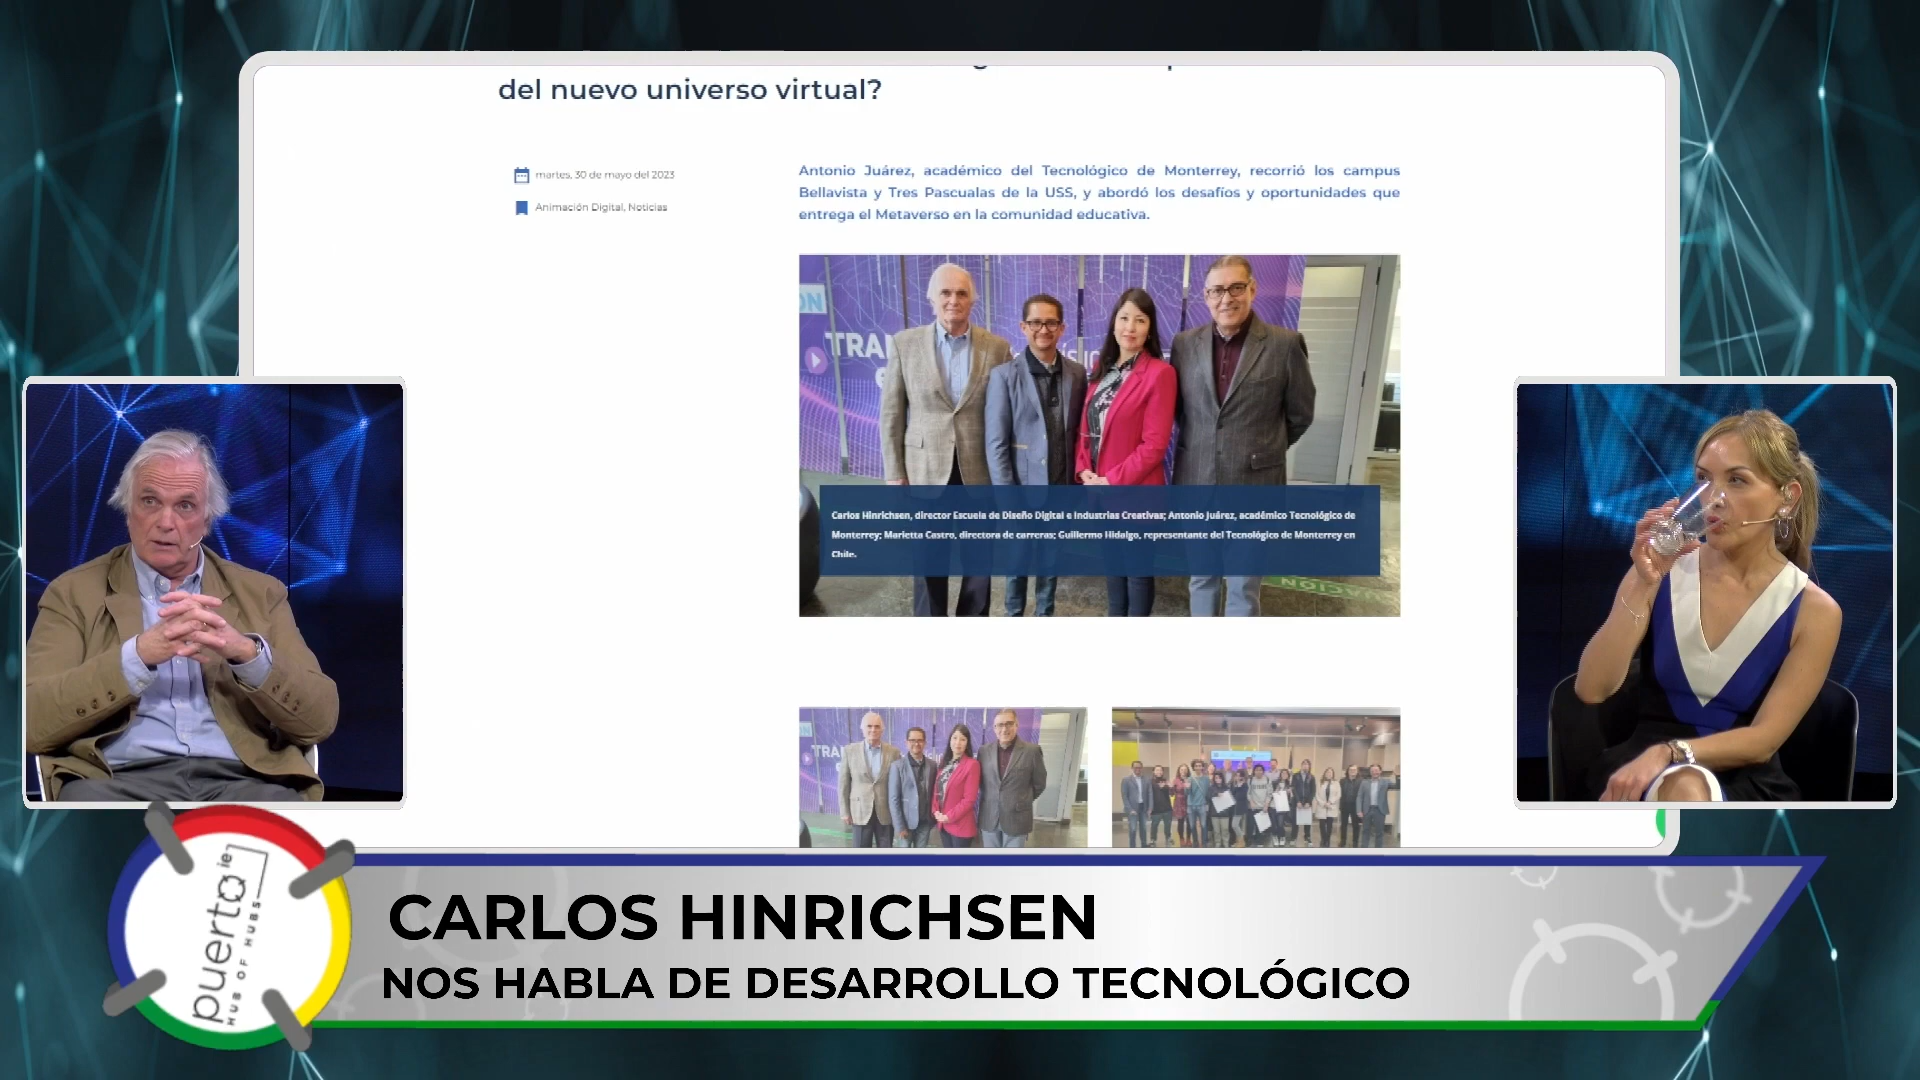 del nuevo universo virtual?
martes, 30 de mayo del 2023
Animación Digital, Noticias
Antonio Juárez, académico del Tecnológico de Monterrey, recorrió los campus
Bellavista y Tres Pascualas de la USS, y abordó los desafíos y oportunidades que
entrega el Metaverso en la comunidad educativa.
TRA
Carlos Hinrichsen, director Escuela de Diseño Digital e Industrias Creativas; Antonio Juárez, académico Tecnológico de
Monterrey; Marietta Castro, directora de carreras; Guillermo Hidalgo, representante del Tecnológico de Monterrey en
Chile.
TRA
puerto ie
HUB OF HUBS
CARLOS HINRICHSEN
NOS HABLA DE DESARROLLO TECNOLÓGICO